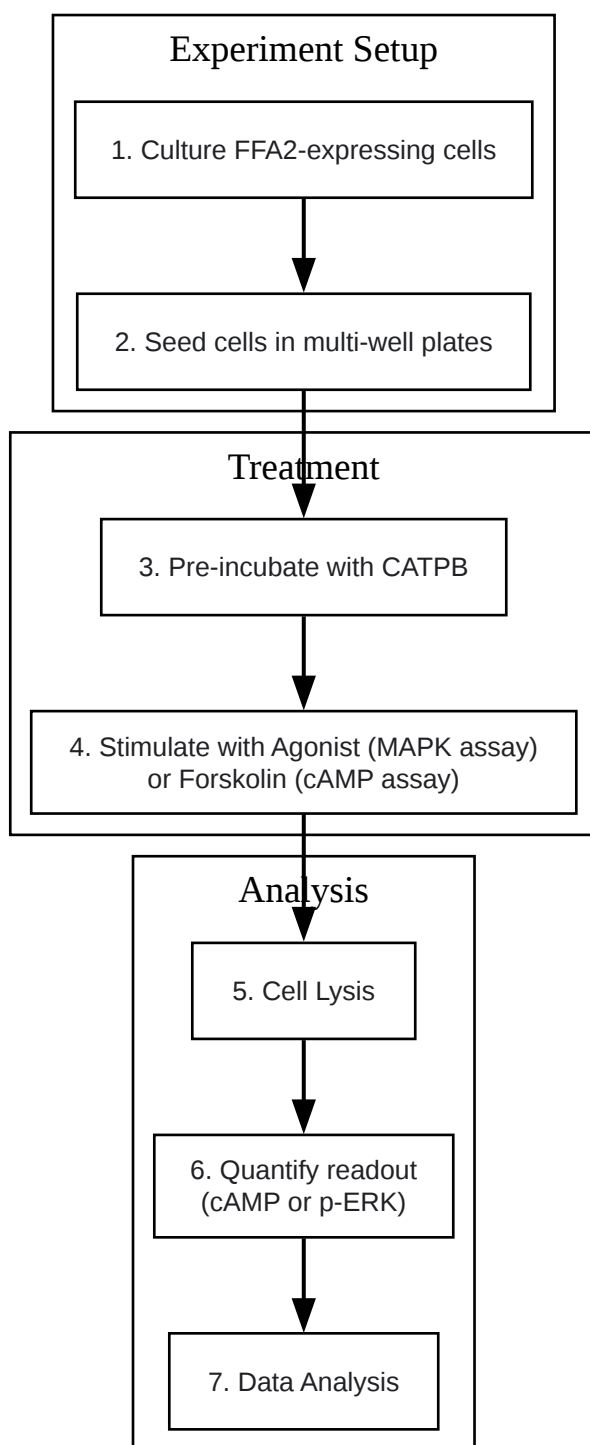 Experiment Setup
1. Culture FFA2-expressing cells
2. Seed cells in multi-well plates
Treatment
3. Pre-incubate with CATPB
4. Stimulate with Agonist (MAPK assay)
or Forskolin (cAMP assay)
Analysis
5. Cell Lysis
6. Quantify readout
(cAMP or p-ERK)
7. Data Analysis